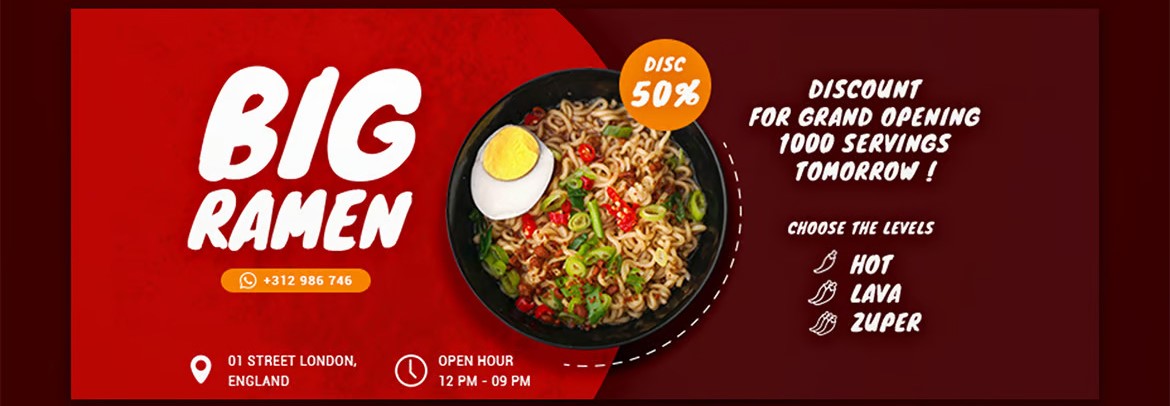 BIG
RAMEN
+312 986 746
01 STREET LONDON,
ENGLAND
OPEN HOUR
12 PM - 09 PM
DISC
50%
DISCOUNT
FOR GRAND OPENING
1000 SERVINGS
TOMORROW !
CHOOSE THE LEVELS
HOT
LAVA
ZUPER